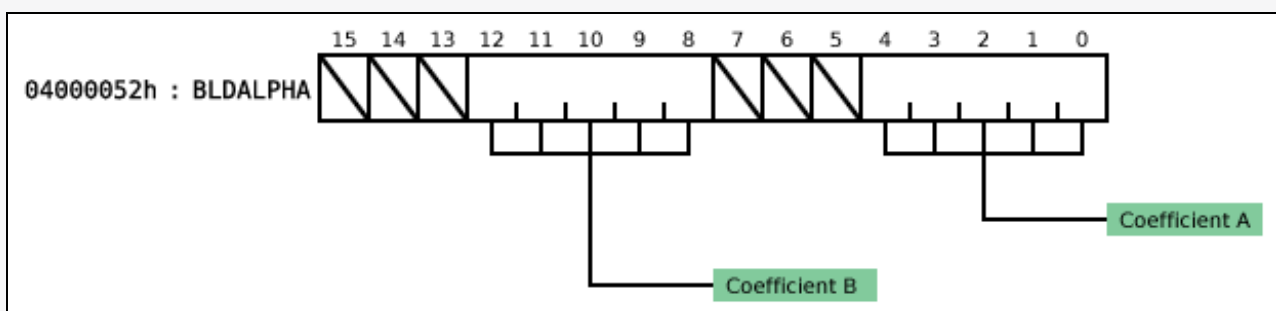 15 14 13 12 11 10 9 8 7 6 5 4 3 2 1 0
04000052h : BLDALPHA
Coefficient A
Coefficient B